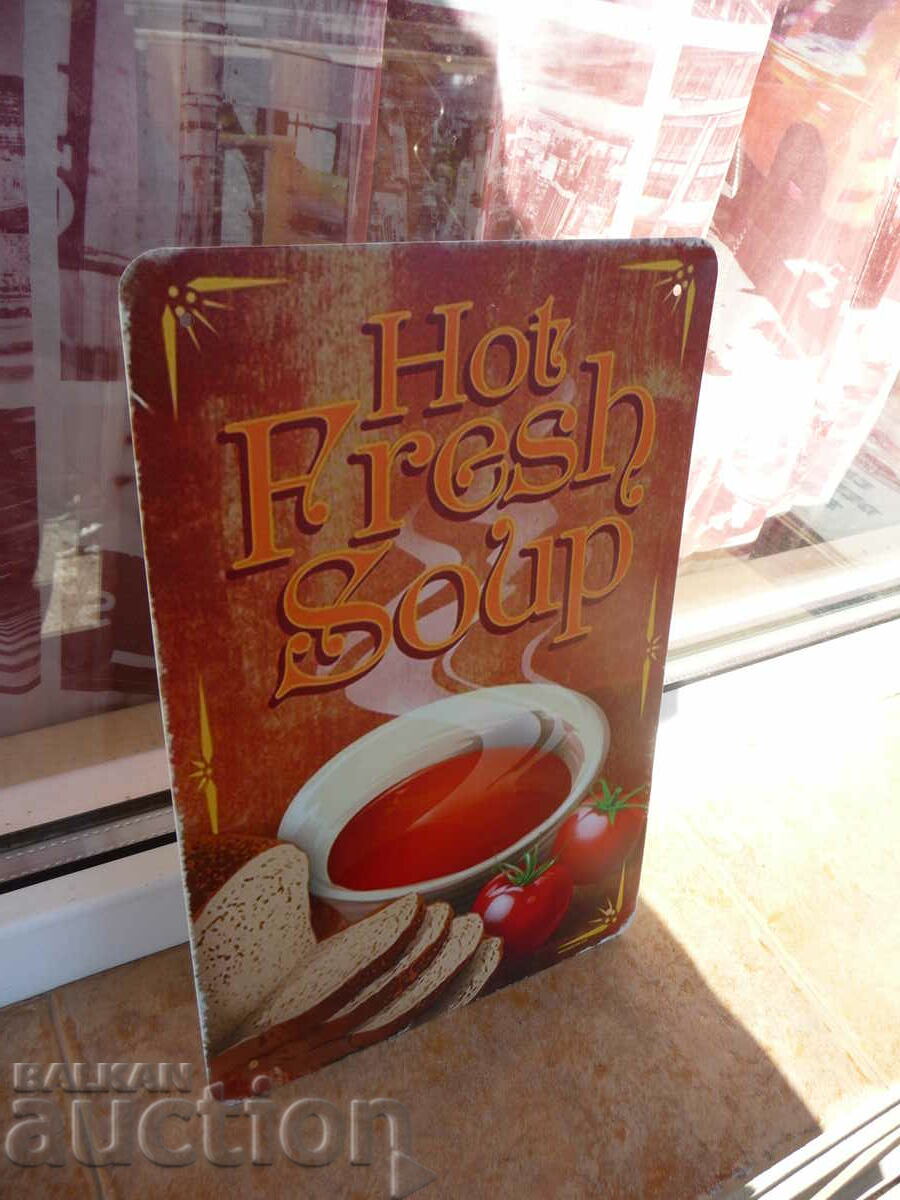 Hot
Fresh
Soup
BALKAN
auction